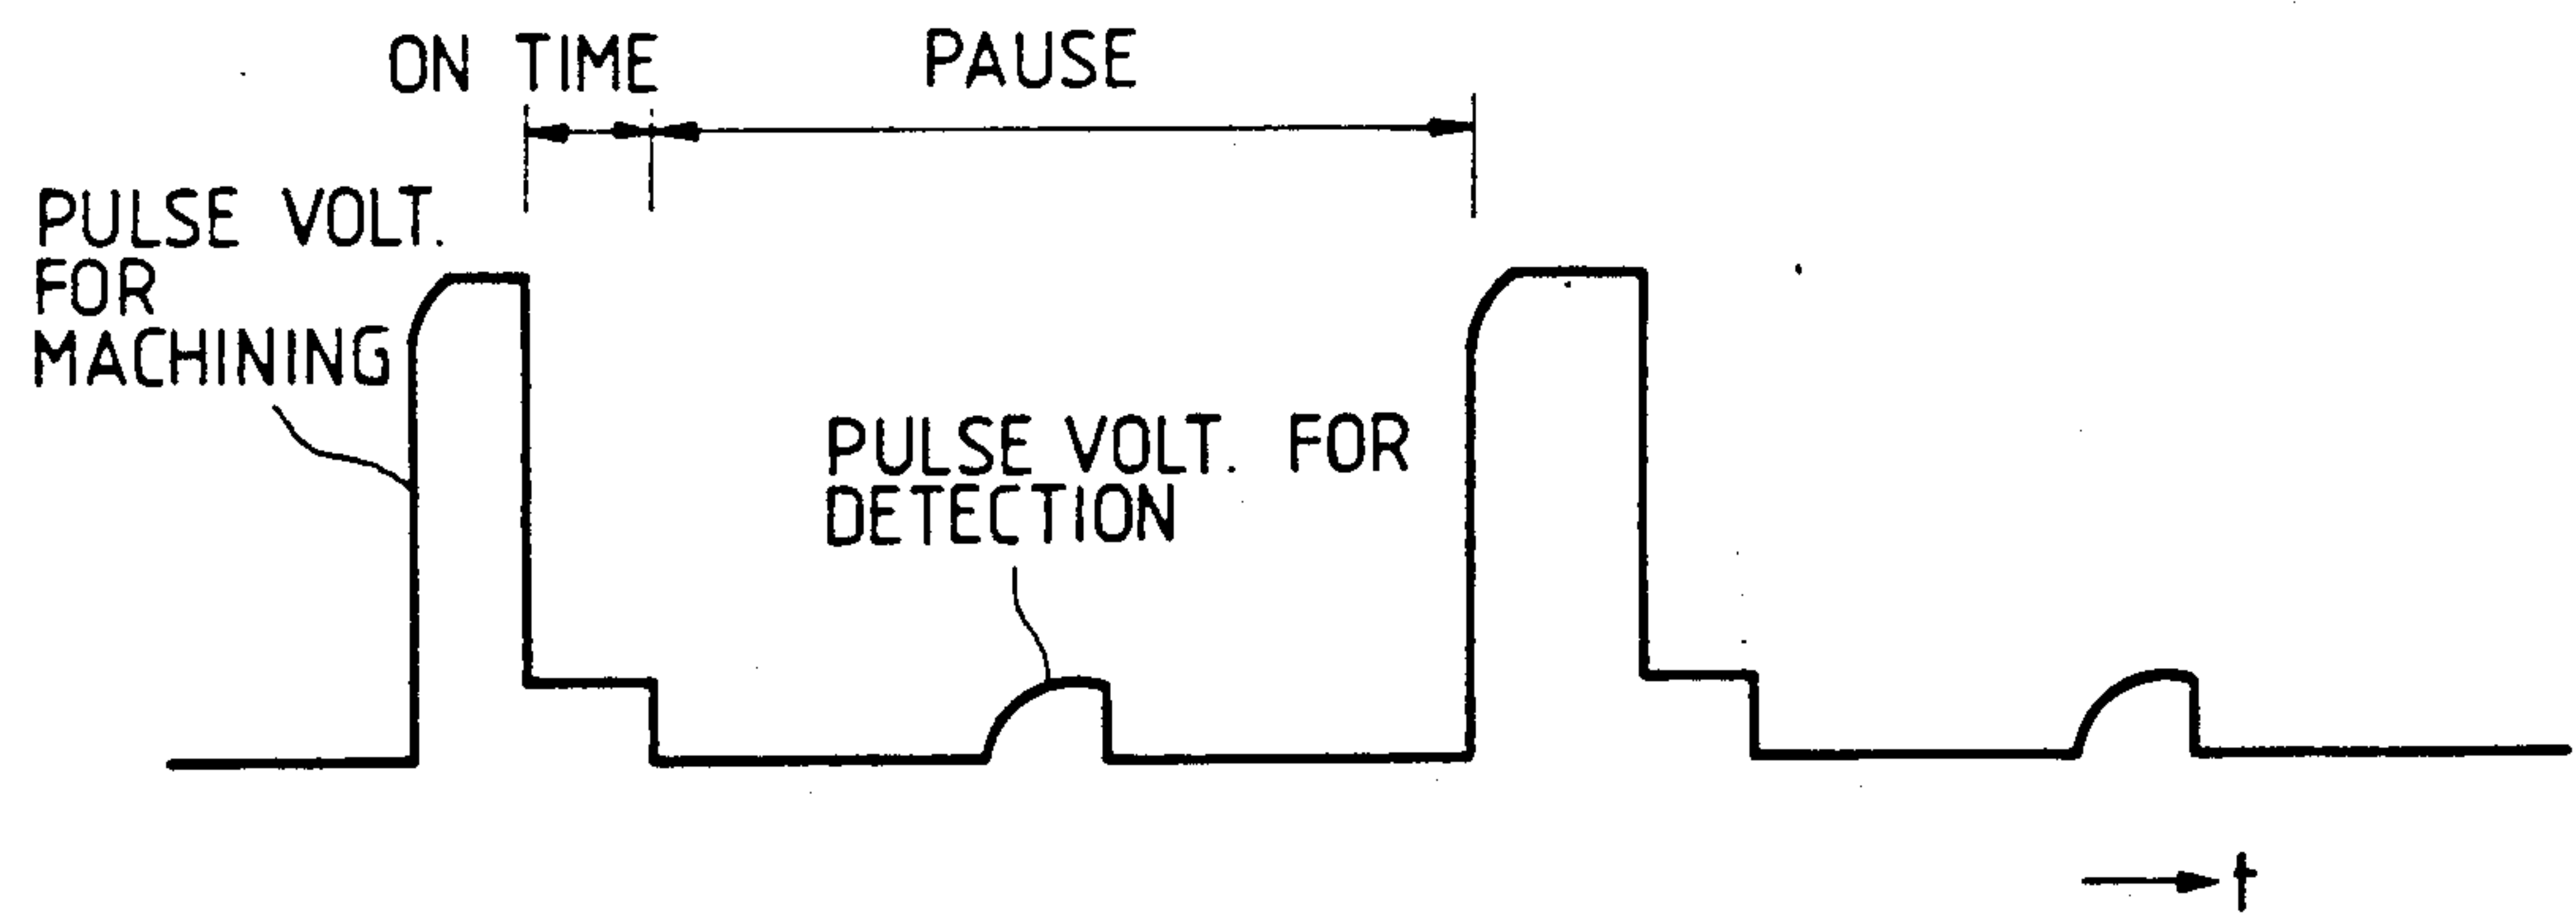 ON TIME
PAUSE
PULSE VOLT.
FOR
MACHINING
PULSE VOLT. FOR
DETECTION
t